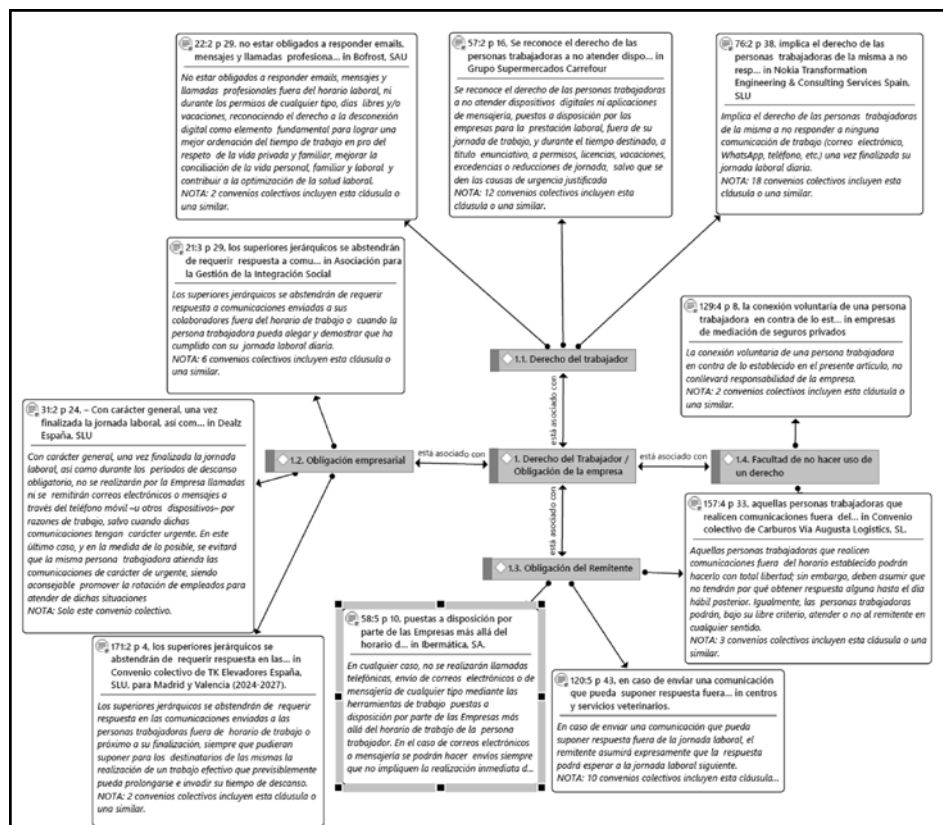 22:2 p 29, no estar obligados a responder emails,
mensajes y llamadas profesiona... in Bofrost, SAU
No estar obligados a responder emails, mensajes y
llamadas profesionales fuera del horario laboral, ni
durante los permisos de cualquier tipo, días libres y/o
vacaciones, reconociendo el derecho a la desconexión
digital como elemento fundamental para lograr una
mejor ordenación del tiempo de trabajo en pro del
respeto de la vida privada y familiar, mejorar la
conciliación de la vida personal, familiar y laboral y
contribuir a la optimización de la salud laboral.
NOTA: 2 convenios colectivos incluyen esta cláusula o
una similar.
57:2 p 16, Se reconoce el derecho de las
personas trabajadoras a no atender dispo... in
Grupo Supermercados Carrefour
Se reconoce el derecho de las personas trabajadoras
a no atender dispositivos digitales ni aplicaciones
de mensajería, puestos a disposición por las
empresas para la prestación laboral, fuera de su
jornada de trabajo, y durante el tiempo destinado, a
título enunciativo, a permisos, licencias, vacaciones,
excedencias o reducciones de jornada, salvo que se
den las causas de urgencia justificada
NOTA: 12 convenios colectivos incluyen esta
cláusula o una similar.
76:2 p 38, implica el derecho de las
personas trabajadoras de la misma a no
resp... in Nokia Transformation
Engineering & Consulting Services Spain,
SLU
Implica el derecho de las personas trabajadoras
de la misma a no responder a ninguna
comunicación de trabajo (correo electrónico,
WhatsApp, teléfono, etc.) una vez finalizada su
jornada laboral diaria.
NOTA: 18 convenios colectivos incluyen esta
cláusula o una similar.
21:3 p 29, los superiores jerárquicos se abstendrán
de requerir respuesta a comu... in Asociación para
la Gestión de la Integración Social
Los superiores jerárquicos se abstendrán de requerir
respuesta a comunicaciones enviadas a sus
colaboradores fuera del horario de trabajo o cuando la
persona trabajadora pueda alegar y demostrar que ha
cumplido con su jornada laboral diaria.
NOTA: 6 convenios colectivos incluyen esta cláusula o
una similar.
129:4 p 8, la conexión voluntaria de una persona
trabajadora en contra de lo est... in empresas
de mediación de seguros privados
La conexión voluntaria de una persona trabajadora
en contra de lo establecido en el presente artículo, no
conllevará responsabilidad de la empresa.
NOTA: 2 convenios colectivos incluyen esta cláusula o
una similar.
1.1. Derecho del trabajador
está asociado con
31:2 p 24, – Con carácter general, una vez
finalizada la jornada laboral, así com... in Dealz
España, SLU
Con carácter general, una vez finalizada la jornada
laboral, así como durante los períodos de descanso
obligatorio, no se realizarán por la Empresa llamadas
ni se remitirán correos electrónicos o mensajes a
través del teléfono móvil –u otros dispositivos– por
razones de trabajo, salvo cuando dichas
comunicaciones tengan carácter urgente. En este
último caso, y en la medida de lo posible, se evitará
que la misma persona trabajadora atienda las
comunicaciones de carácter de urgente, siendo
aconsejable promover la rotación de empleados para
atender de dichas situaciones
NOTA: Solo este convenio colectivo.
1.2. Obligación empresarial
está asociado con
1. Derecho del Trabajador /
Obligación de la empresa
está asociado con
1.4. Facultad de no hacer uso de
un derecho
está asociado con
1.3. Obligación del Remitente
157:4 p 33, aquellas personas trabajadoras que
realicen comunicaciones fuera del... in Convenio
colectivo de Carburos Vía Augusta Logistics, SL.
Aquellas personas trabajadoras que realicen
comunicaciones fuera del horario establecido podrán
hacerlo con total libertad; sin embargo, deben asumir que
no tendrán por qué obtener respuesta alguna hasta el día
hábil posterior. Igualmente, las personas trabajadoras
podrán, bajo su libre criterio, atender o no al remitente en
cualquier sentido.
NOTA: 3 convenios colectivos incluyen esta cláusula o una
similar.
171:2 p 4, los superiores jerárquicos se
abstendrán de requerir respuesta en las... in
Convenio colectivo de TK Elevadores España,
SLU, para Madrid y Valencia (2024-2027).
Los superiores jerárquicos se abstendrán de requerir
respuesta en las comunicaciones enviadas a las
personas trabajadoras fuera de horario de trabajo o
próximo a su finalización, siempre que pudieran
suponer para los destinatarios de las mismas la
realización de un trabajo efectivo que previsiblemente
pueda prolongarse e invadir su tiempo de descanso.
NOTA: 2 convenios colectivos incluyen esta cláusula o
una similar.
58:5 p 10, puestas a disposición por
parte de las Empresas más allá del
horario d... in Ibermática, SA.
En cualquier caso, no se realizarán llamadas
telefónicas, envío de correos electrónicos o de
mensajería de cualquier tipo mediante las
herramientas de trabajo puestas a
disposición por parte de las Empresas más
allá del horario de trabajo de la persona
trabajador. En el caso de correos electrónicos
o mensajería se podrán hacer envíos siempre
que no impliquen la realización inmediata d...
120:5 p 43, en caso de enviar una comunicación
que pueda suponer respuesta fuera... in centros
y servicios veterinarios.
En caso de enviar una comunicación que pueda
suponer respuesta fuera de la jornada laboral, el
remitente asumirá expresamente que la respuesta
podrá esperar a la jornada laboral siguiente.
NOTA: 10 convenios colectivos incluyen esta cláusula...